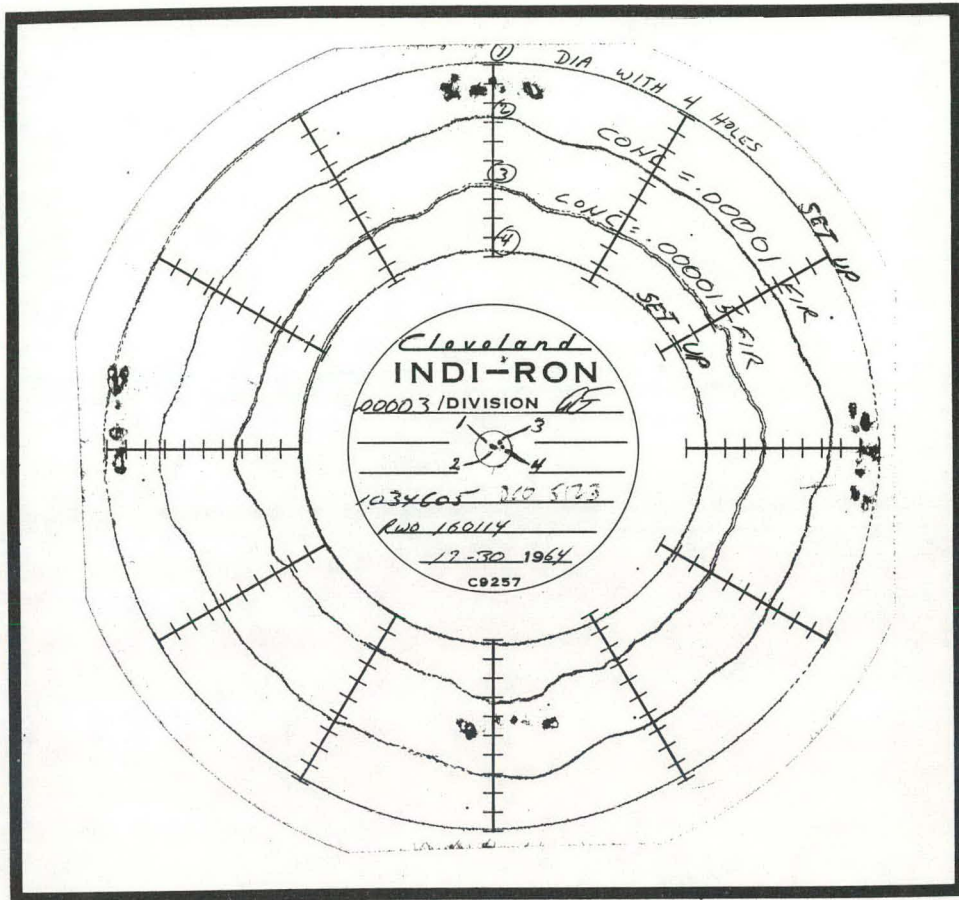 ① DIA WITH 4 HOLES
②
CONC = .000001 FIR
SET UP
③
CONC = .000015 FIR
④
SET UP
Cleveland
INDI-RON
.00003/DIVISION
1 3
2 4
1034605
RWO 160114
12-30 1964
C9257